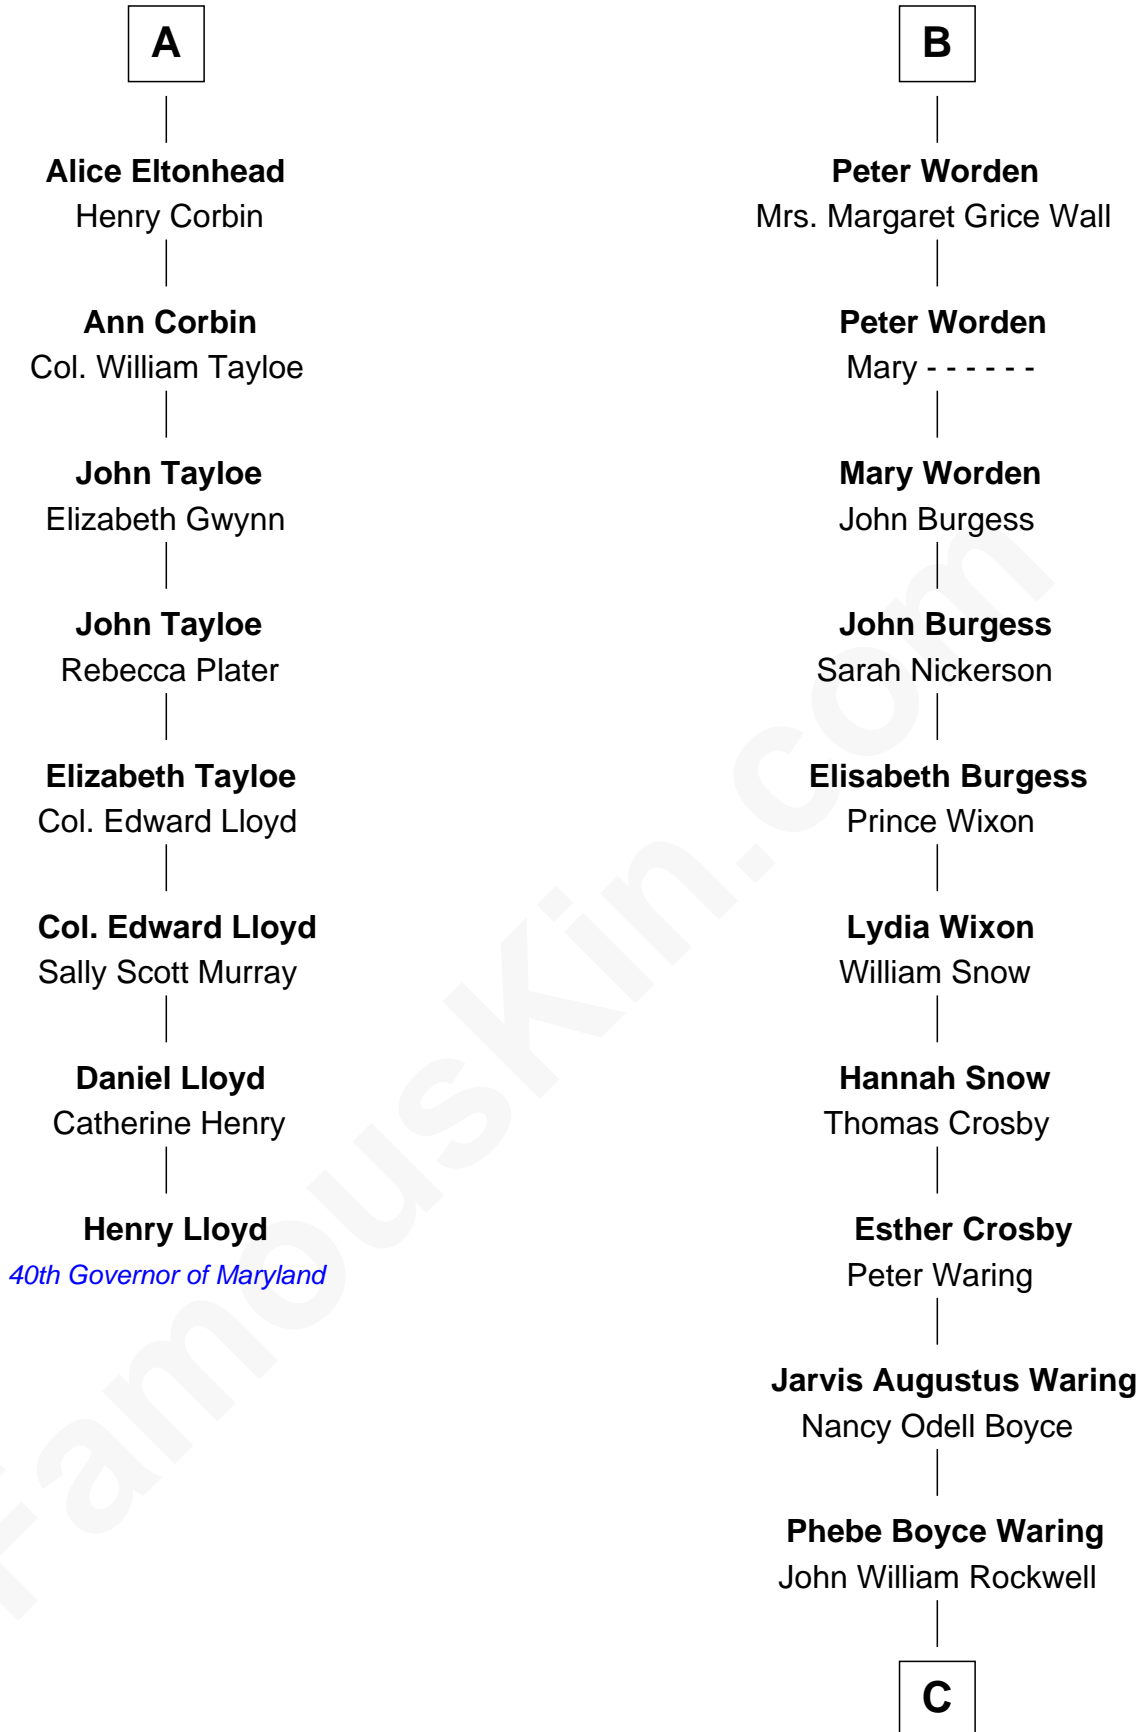 A
Alice Eltonhead
Henry Corbin
Ann Corbin
Col. William Tayloe
John Tayloe
Elizabeth Gwynn
John Tayloe
Rebecca Plater
Elizabeth Tayloe
Col. Edward Lloyd
Col. Edward Lloyd
Sally Scott Murray
Daniel Lloyd
Catherine Henry
Henry Lloyd
40th Governor of Maryland
B
Peter Worden
Mrs. Margaret Grice Wall
Peter Worden
Mary - - - - - -
Mary Worden
John Burgess
John Burgess
Sarah Nickerson
Elisabeth Burgess
Prince Wixon
Lydia Wixon
William Snow
Hannah Snow
Thomas Crosby
Esther Crosby
Peter Waring
Jarvis Augustus Waring
Nancy Odell Boyce
Phebe Boyce Waring
John William Rockwell
C
FamousKin.com